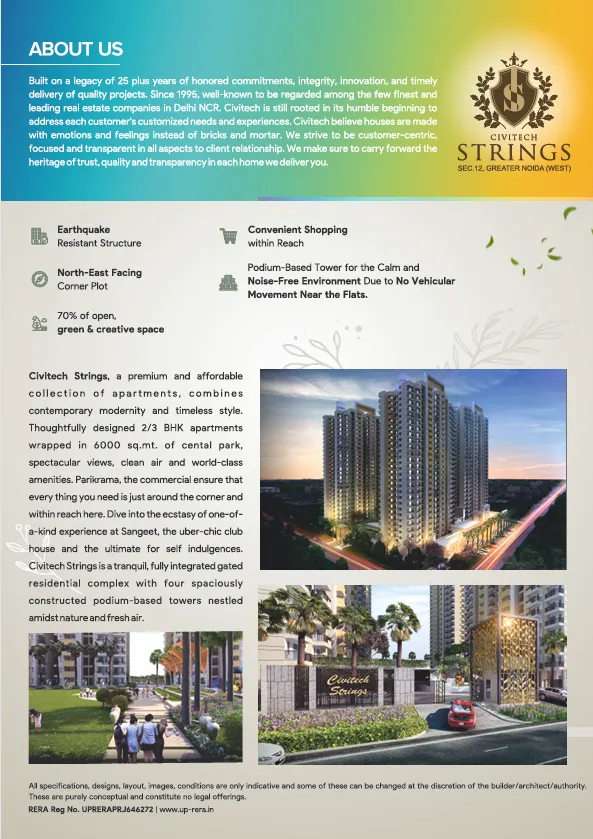 ABOUT US
Built on a legacy of 25 plus years of honored commitments, integrity, innovation, and timely
delivery of quality projects. Since 1995, well-known to be regarded among the few finest and
leading real estate companies in Delhi NCR. Civitech is still rooted in its humble beginning to
address each customer's customized needs and experiences. Civitech believe houses are made
with emotions and feelings instead of bricks and mortar. We strive to be customer-centric,
focused and transparent in all aspects to client relationship. We make sure to carry forward the
heritage of trust, quality and transparency in each home we deliver you.
S
CIVITECH
STRINGS
SEC.12, GREATER NOIDA (WEST)
Earthquake
Resistant Structure
North-East Facing
Corner Plot
70% of open,
green & creative space
Convenient Shopping
within Reach
Podium-Based Tower for the Calm and
Noise-Free Environment Due to No Vehicular
Movement Near the Flats.
Civitech Strings, a premium and affordable
collection of apartments, combines
contemporary modernity and timeless style.
Thoughtfully designed 2/3 BHK apartments
wrapped in 6000 sq.mt. of cental park,
spectacular views, clean air and world-class
amenities. Parikrama, the commercial ensure that
every thing you need is just around the corner and
within reach here. Dive into the ecstasy of one-of-
a-kind experience at Sangeet, the uber-chic club
house and the ultimate for self indulgences.
Civitech Strings is a tranquil, fully integrated gated
residential complex with four spaciously
constructed podium-based towers nestled
amidst nature and fresh air.
Civitech
Strings
All specifications, designs, layout, images, conditions are only indicative and some of these can be changed at the discretion of the builder/architect/authority.
These are purely conceptual and constitute no legal offerings.
RERA Reg No. UPRERAPRJ646272 | www.up-rera.in